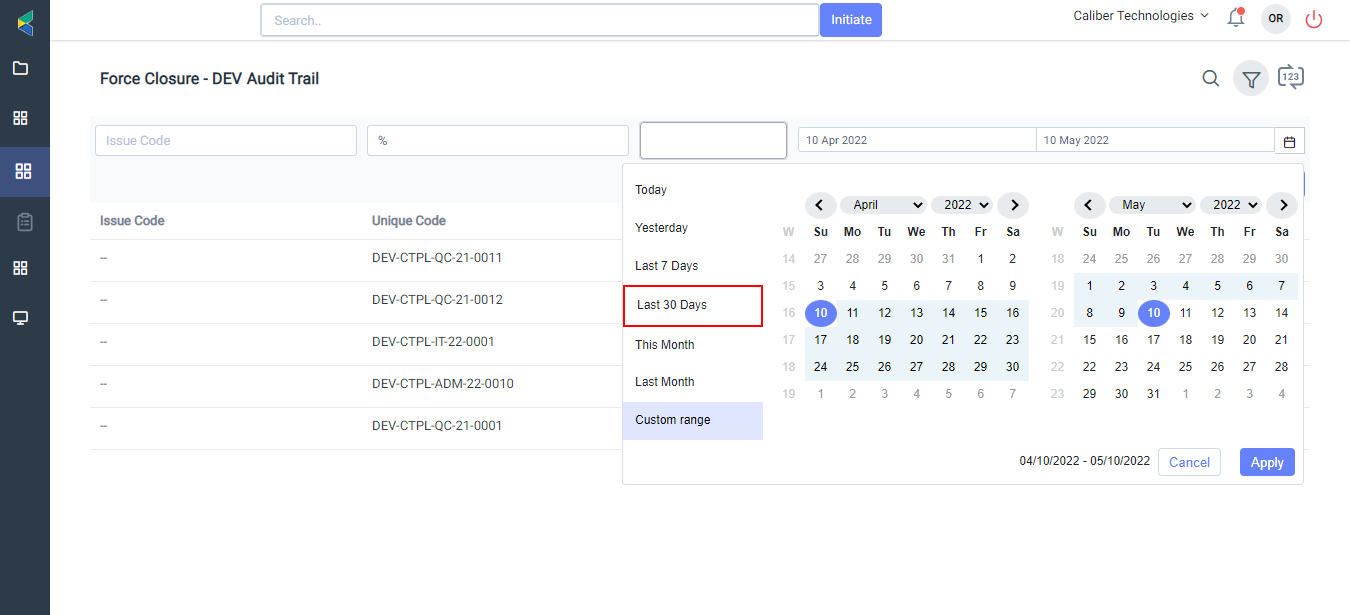 Search..
Initiate
Caliber Technologies
OR
Force Closure - DEV Audit Trail
123
Issue Code
%
10 Apr 2022
10 May 2022
Issue Code
Unique Code
--
DEV-CTPL-QC-21-0011
--
DEV-CTPL-QC-21-0012
--
DEV-CTPL-IT-22-0001
--
DEV-CTPL-ADM-22-0010
--
DEV-CTPL-QC-21-0001
Today
Yesterday
Last 7 Days
Last 30 Days
This Month
Last Month
Custom range
April 2022
W Su Mo Tu We Th Fr Sa
14 27 28 29 30 31 1 2
15 3 4 5 6 7 8 9
16 10 11 12 13 14 15 16
17 17 18 19 20 21 22 23
18 24 25 26 27 28 29 30
19 1 2 3 4 5 6 7
May 2022
W Su Mo Tu We Th Fr Sa
18 24 25 26 27 28 29 30
19 1 2 3 4 5 6 7
20 8 9 10 11 12 13 14
21 15 16 17 18 19 20 21
22 22 23 24 25 26 27 28
23 29 30 31 1 2 3 4
04/10/2022 - 05/10/2022
Cancel
Apply